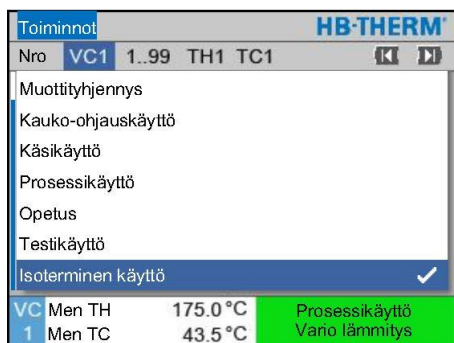 Toiminnot HB-THERM®
Nro VC1 1..99 TH1 TC1
Muottityhjennys
Kauko-ohjauskäyttö
Käsikäyttö
Prosessikäyttö
Opetus
Testikäyttö
Isoterminen käyttö
VC Men TH 175.0 °C Prosessikäyttö
1 Men TC 43.5 °C Vario lämmitys